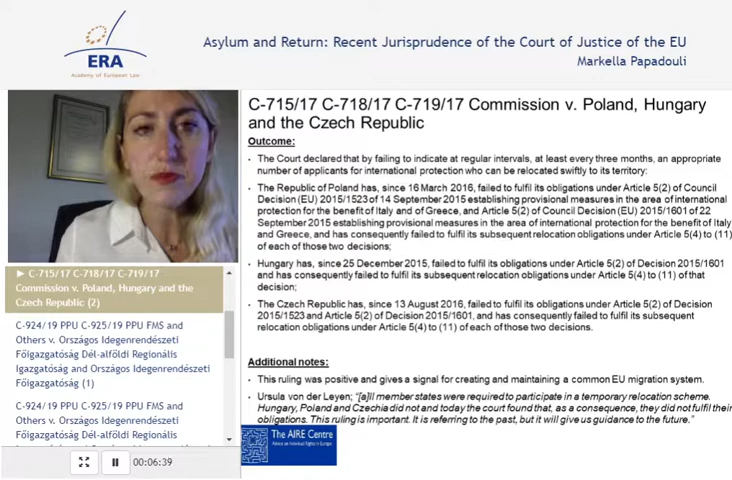 ERA
Academy of European Law
Asylum and Return: Recent Jurisprudence of the Court of Justice of the EU
Markella Papadouli
► C-715/17 C-718/17 C-719/17
Commission v. Poland, Hungary and the
Czech Republic (2)
C-924/19 PPU C-925/19 PPU FMS and
Others v. Országos Idegenrendészeti
Főigazgatóság Dél-alföldi Regionális
Igazgatóság and Országos Idegenrendészeti
Főigazgatóság (1)
C-924/19 PPU C-925/19 PPU FMS and
Others v. Országos Idegenrendészeti
Főigazgatóság Dél-alföldi Regionális
00:06:39
C-715/17 C-718/17 C-719/17 Commission v. Poland, Hungary
and the Czech Republic
Outcome:
• The Court declared that by failing to indicate at regular intervals, at least every three months, an appropriate
number of applicants for international protection who can be relocated swiftly to its territory:
• The Republic of Poland has, since 16 March 2016, failed to fulfil its obligations under Article 5(2) of Council
Decision (EU) 2015/1523 of 14 September 2015 establishing provisional measures in the area of international
protection for the benefit of Italy and of Greece, and Article 5(2) of Council Decision (EU) 2015/1601 of 22
September 2015 establishing provisional measures in the area of international protection for the benefit of Italy
and Greece, and has consequently failed to fulfil its subsequent relocation obligations under Article 5(4) to (11)
of each of those two decisions;
• Hungary has, since 25 December 2015, failed to fulfil its obligations under Article 5(2) of Decision 2015/1601
and has consequently failed to fulfil its subsequent relocation obligations under Article 5(4) to (11) of that
decision;
• The Czech Republic has, since 13 August 2016, failed to fulfil its obligations under Article 5(2) of Decision
2015/1523 and Article 5(2) of Decision 2015/1601, and has consequently failed to fulfil its subsequent
relocation obligations under Article 5(4) to (11) of each of those two decisions.
Additional notes:
• This ruling was positive and gives a signal for creating and maintaining a common EU migration system.
• Ursula von der Leyen; “[a]ll member states were required to participate in a temporary relocation scheme.
Hungary, Poland and Czechia did not and today the court found that, as a consequence, they did not fulfil their
obligations. This ruling is important. It is referring to the past, but it will give us guidance to the future.”
The AIRE Centre
Advice on Individual Rights in Europe